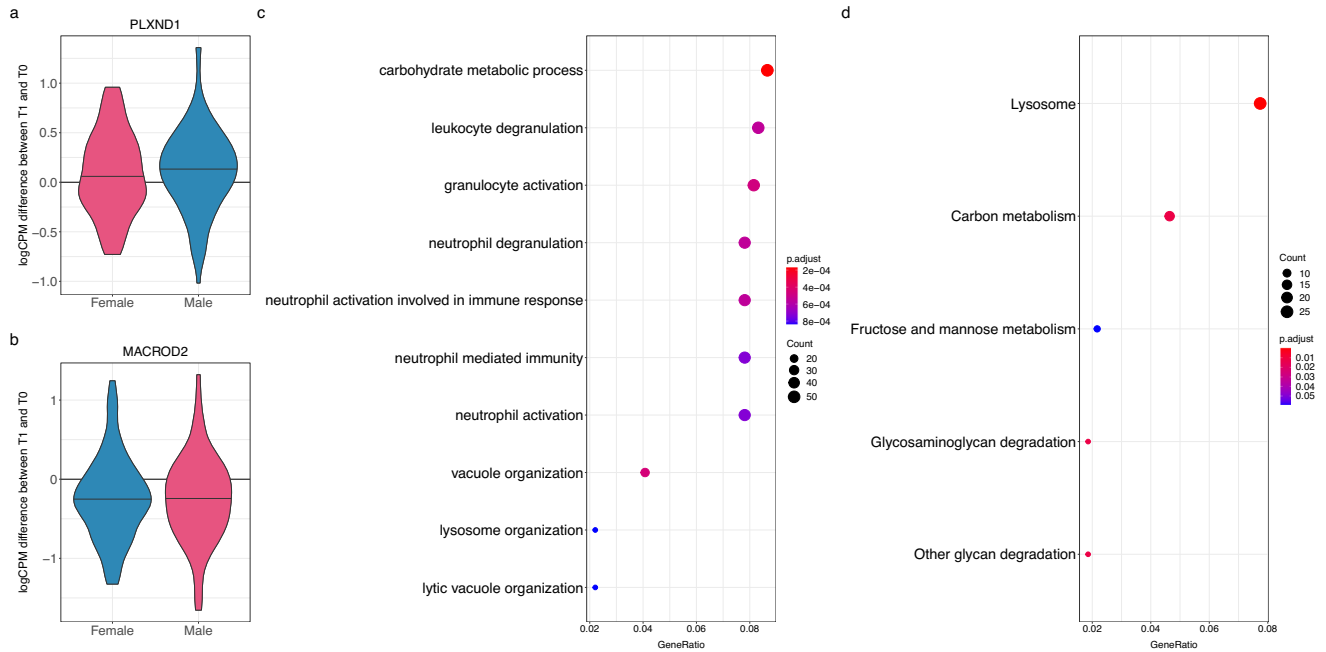 a
PLXND1
logCPM difference between T1 and T0
1.0
0.5
0.0
−0.5
−1.0
Female
Male
b
MACROD2
logCPM difference between T1 and T0
1
0
−1
Female
Male
c
carbohydrate metabolic process
leukocyte degranulation
granulocyte activation
neutrophil degranulation
neutrophil activation involved in immune response
neutrophil mediated immunity
neutrophil activation
vacuole organization
lysosome organization
lytic vacuole organization
0.02
0.04
0.06
0.08
GeneRatio
p.adjust
2e−04
4e−04
6e−04
8e−04
Count
20
30
40
50
d
Lysosome
Carbon metabolism
Fructose and mannose metabolism
Glycosaminoglycan degradation
Other glycan degradation
0.02
0.04
0.06
0.08
GeneRatio
Count
10
15
20
25
p.adjust
0.01
0.02
0.03
0.04
0.05